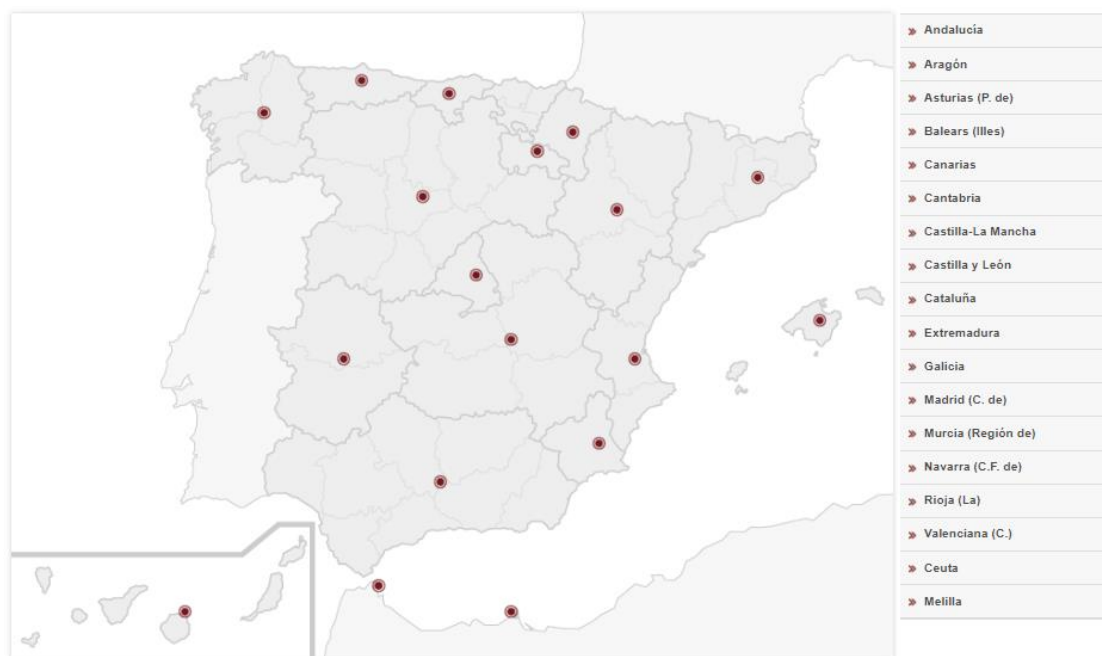 Andalucía
Aragón
Asturias (P. de)
Balears (Illes)
Canarias
Cantabria
Castilla-La Mancha
Castilla y León
Cataluña
Extremadura
Galicia
Madrid (C. de)
Murcia (Región de)
Navarra (C.F. de)
Rioja (La)
Valenciana (C.)
Ceuta
Melilla